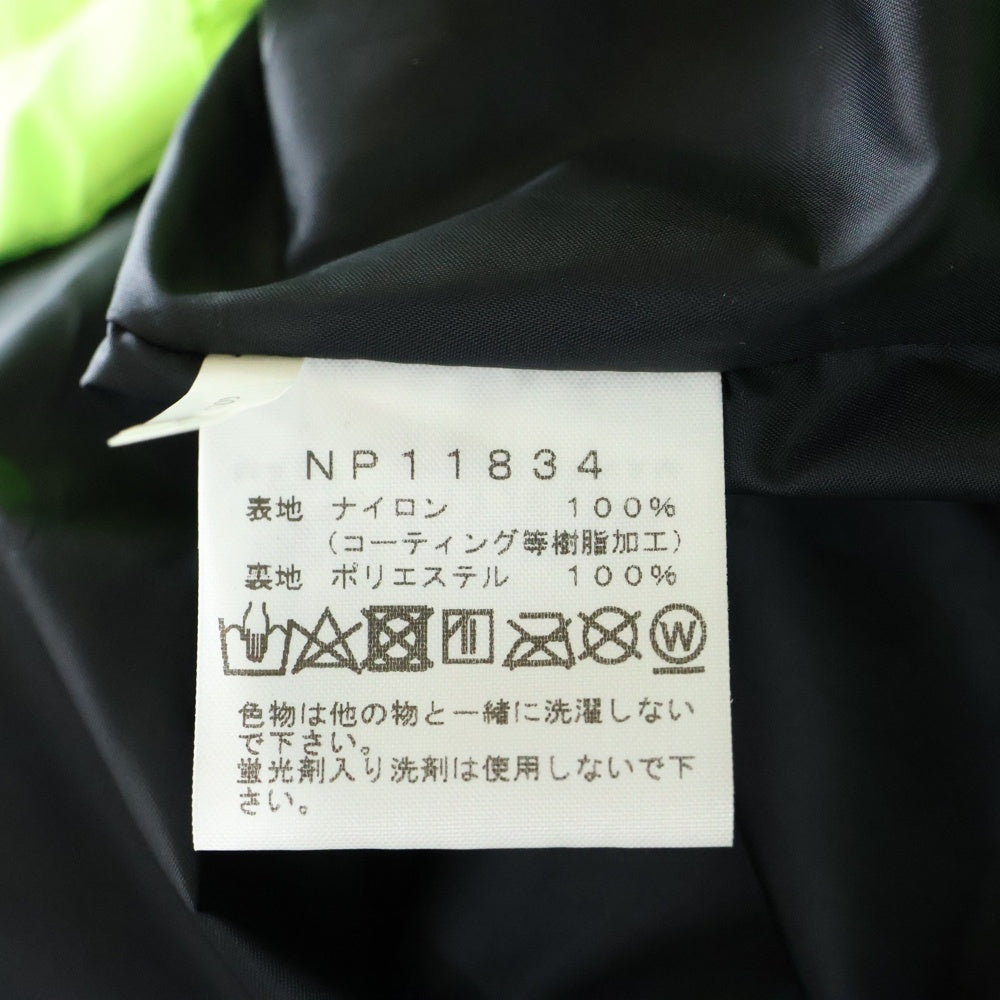 NP11834
表地 ナイロン 100%
(コーティング等樹脂加工)
裏地 ポリエステル 100%
W
色物は他の物と一緒に洗濯しない
で下さい。
蛍光剤入り洗剤は使用しないで下
さい。